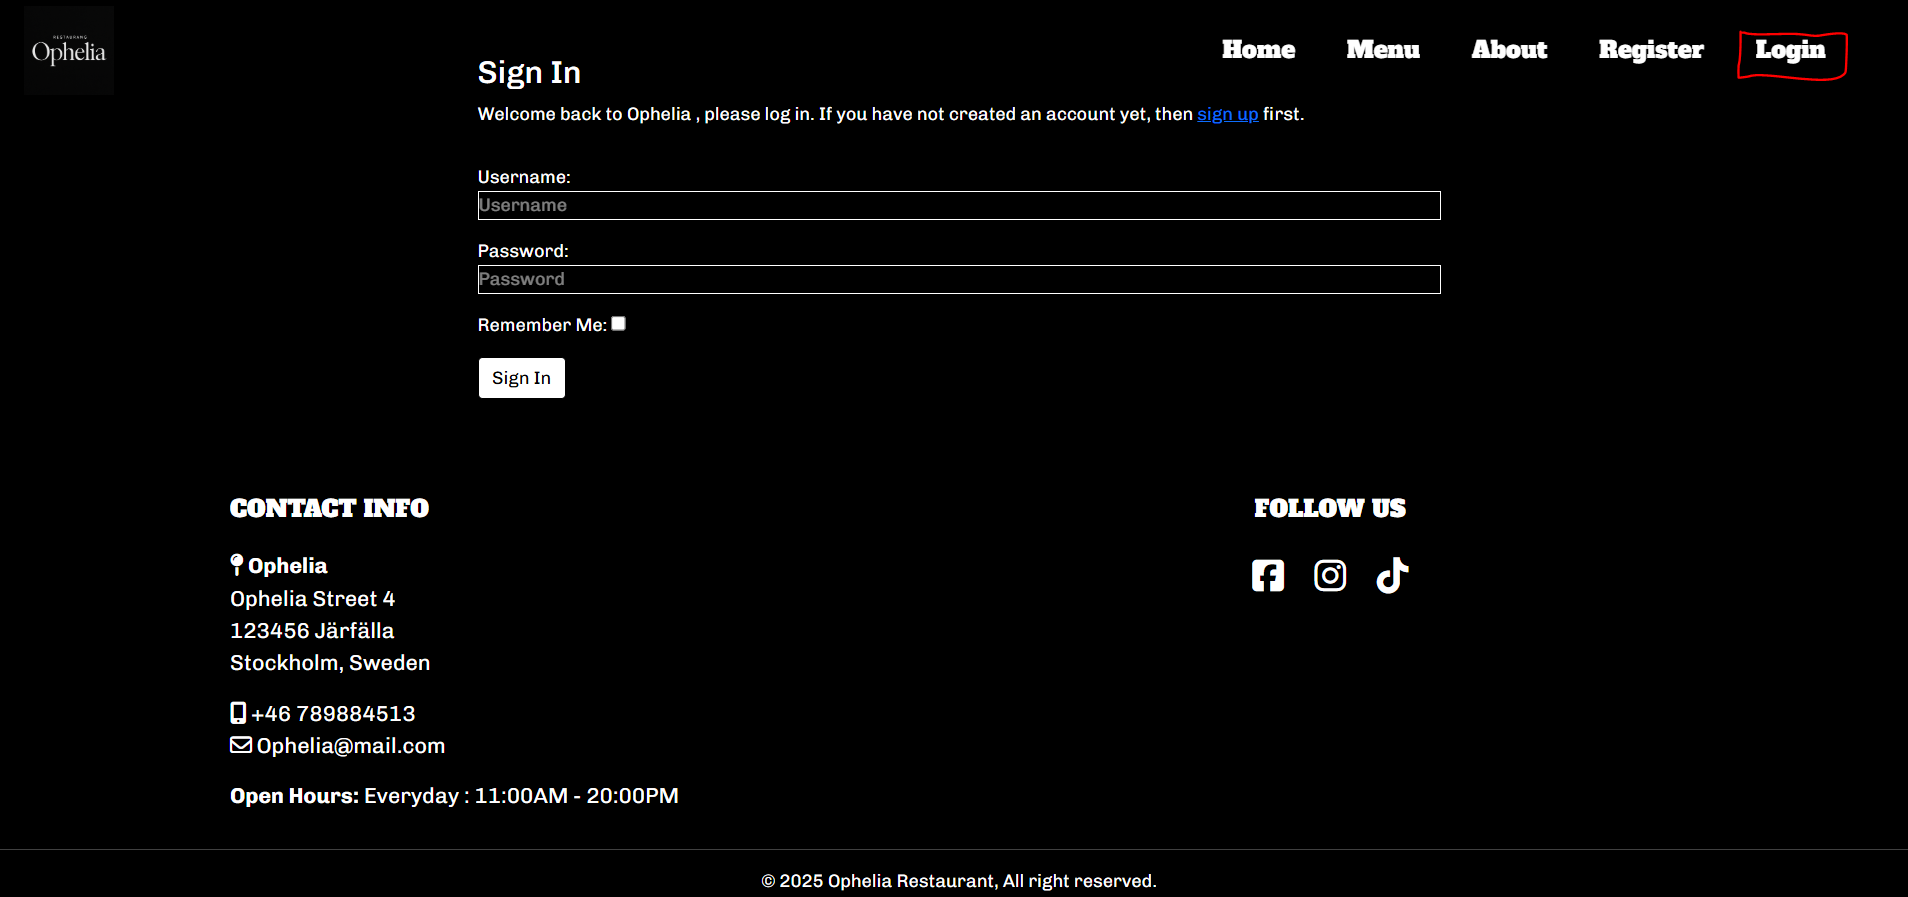 RESTAURANG
Ophelia
Home Menu About Register Login
Sign In
Welcome back to Ophelia , please log in. If you have not created an account yet, then sign up first.
Username:
Username
Password:
Password
Remember Me:
Sign In
CONTACT INFO
Ophelia
Ophelia Street 4
123456 Järfälla
Stockholm, Sweden
+46 789884513
Ophelia@mail.com
Open Hours: Everyday : 11:00AM - 20:00PM
FOLLOW US
© 2025 Ophelia Restaurant, All right reserved.